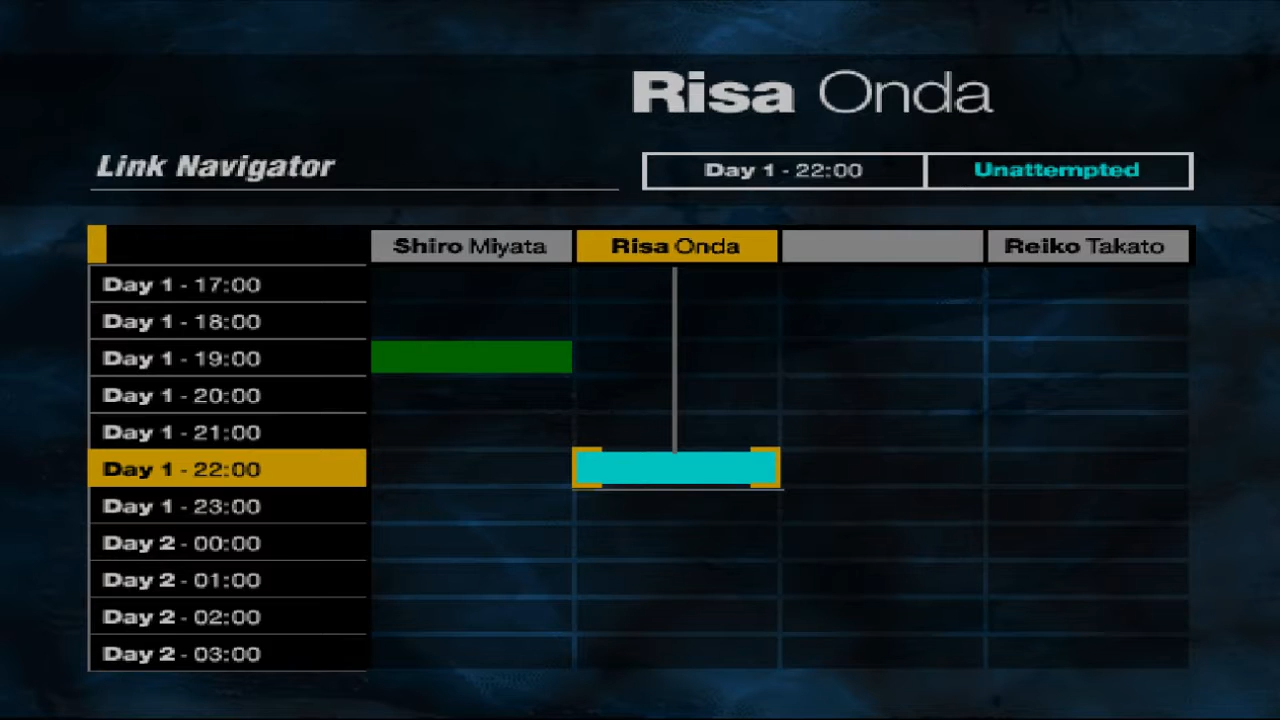 Risa Onda
Link Navigator
Day 1 - 22:00 Unattempted
Shiro Miyata Risa Onda Reiko Takato
Day 1 - 17:00
Day 1 - 18:00
Day 1 - 19:00
Day 1 - 20:00
Day 1 - 21:00
Day 1 - 22:00
Day 1 - 23:00
Day 2 - 00:00
Day 2 - 01:00
Day 2 - 02:00
Day 2 - 03:00